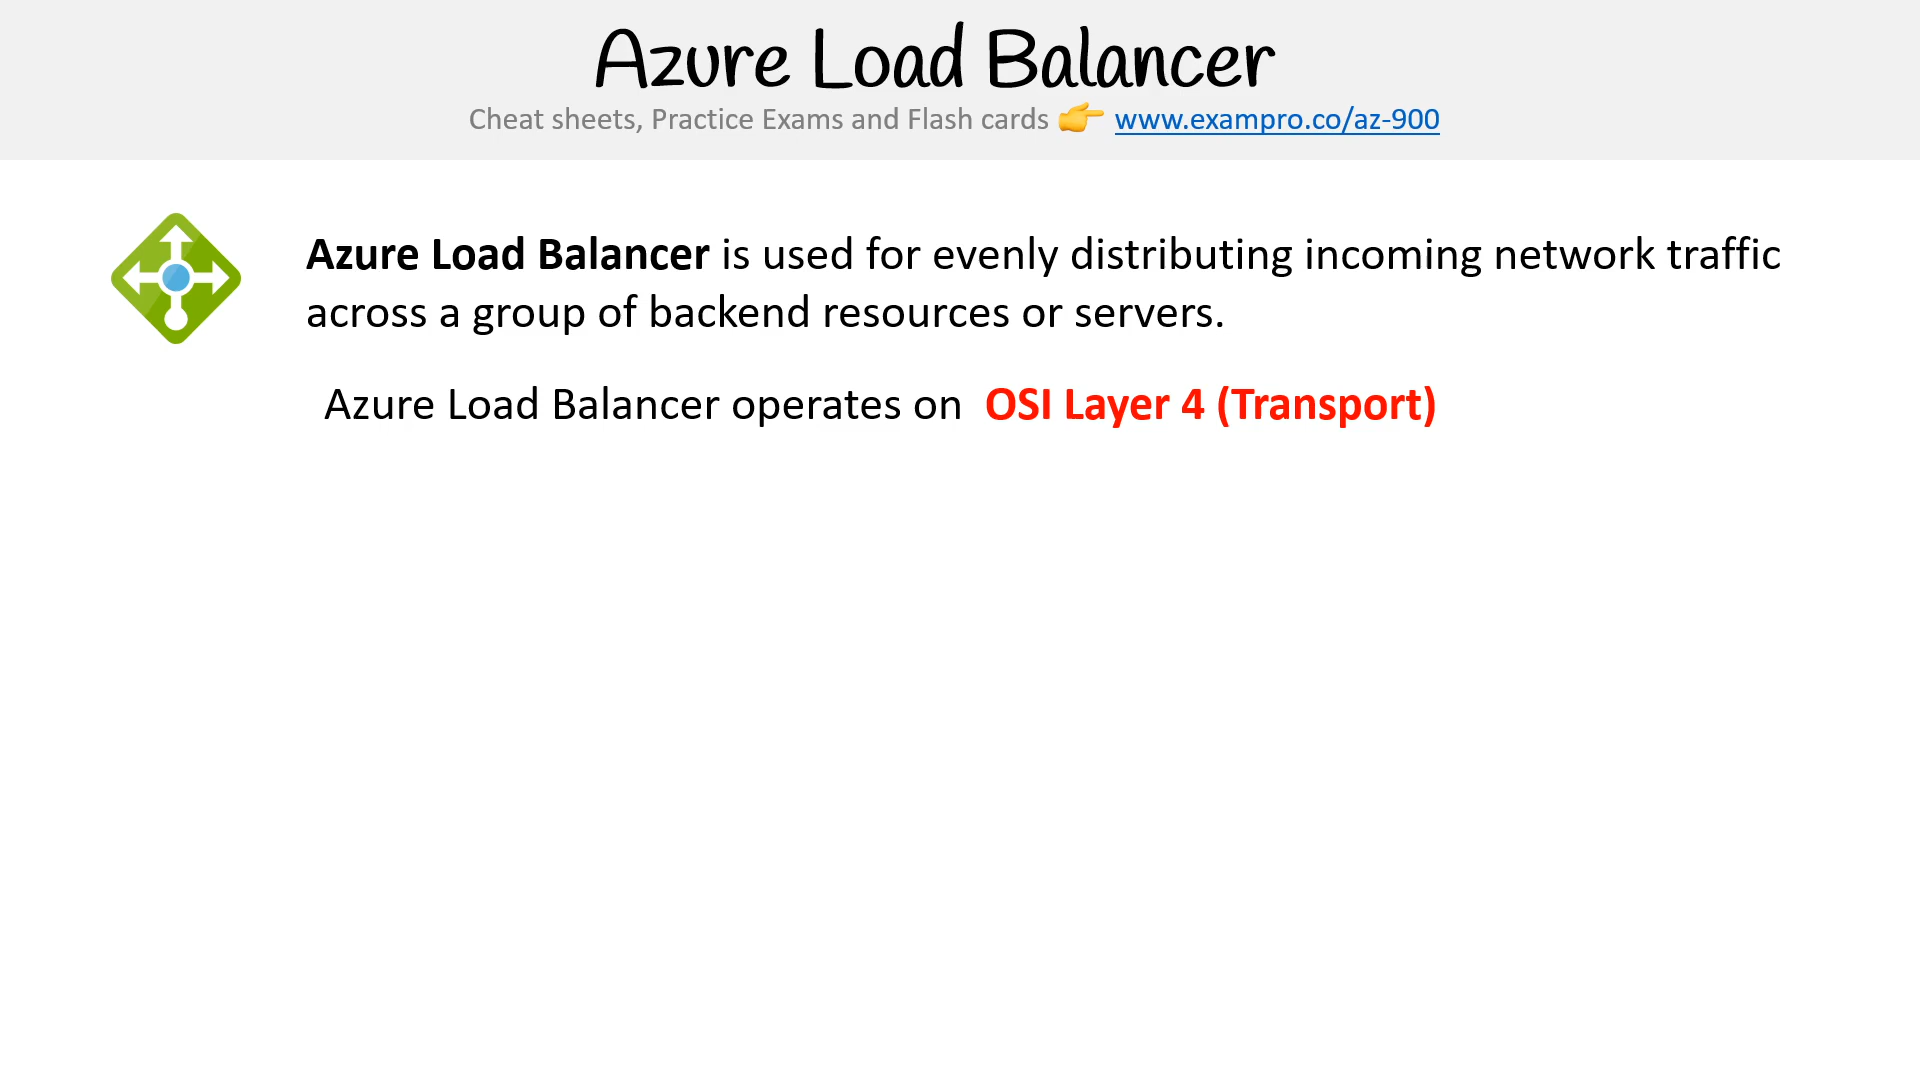 Azure Load Balancer
Cheat sheets, Practice Exams and Flash cards 👉 www.exampro.co/az-900
Azure Load Balancer is used for evenly distributing incoming network traffic
across a group of backend resources or servers.
Azure Load Balancer operates on OSI Layer 4 (Transport)